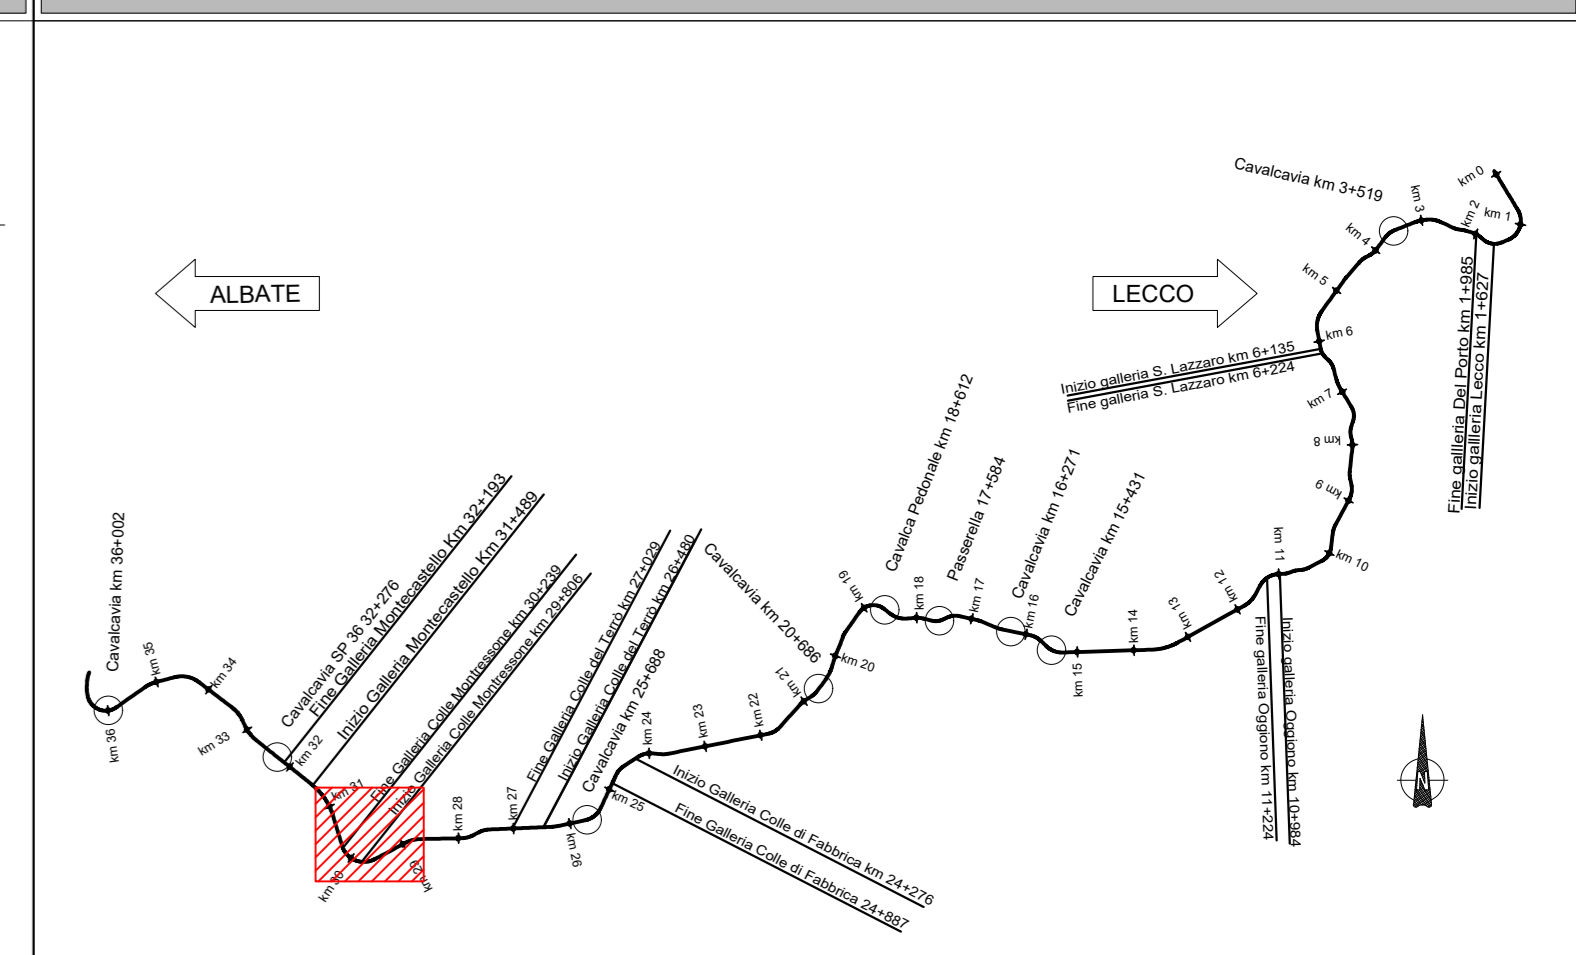 Cavalcavia km 3+519
km 0
km 1
km 2
km 3
km 4
km 5
km 6
km 7
km 8
km 9
km 10
km 11
km 12
km 13
km 14
km 15
km 16
km 17
km 18
km 19
km 20
km 21
km 22
km 23
km 24
km 25
km 26
km 27
km 28
km 29
km 30
km 31
km 32
km 33
km 34
km 35
km 36
ALBATE
LECCO
Fine gallleria Del Porto km 1+985
Inizio gallleria Lecco km 1+627
Inizio galleria S. Lazzaro km 6+135
Fine galleria S. Lazzaro km 6+224
Inizio galleria Oggiono km 10+984
Fine galleria Oggiono km 11+224
Cavalcavia km 15+431
Cavalcavia km 16+271
Passerella 17+584
Cavalca Pedonale km 18+612
Cavalcavia km 20+686
Inizio Galleria Colle di Fabbrica km 24+276
Fine Galleria Colle di Fabbrica 24+887
Cavalcavia km 25+688
Inizio Galleria Colle del Terrò km 26+480
Fine Galleria Colle del Terrò km 27+029
Inizio Galleria Colle Montressone km 29+806
Fine Galleria Colle Montressone km 30+239
Inizio Galleria Montecastello Km 31+489
Fine Galleria Montecastello Km 32+193
Cavalcavia SP 36 32+276
Cavalcavia km 36+002
N